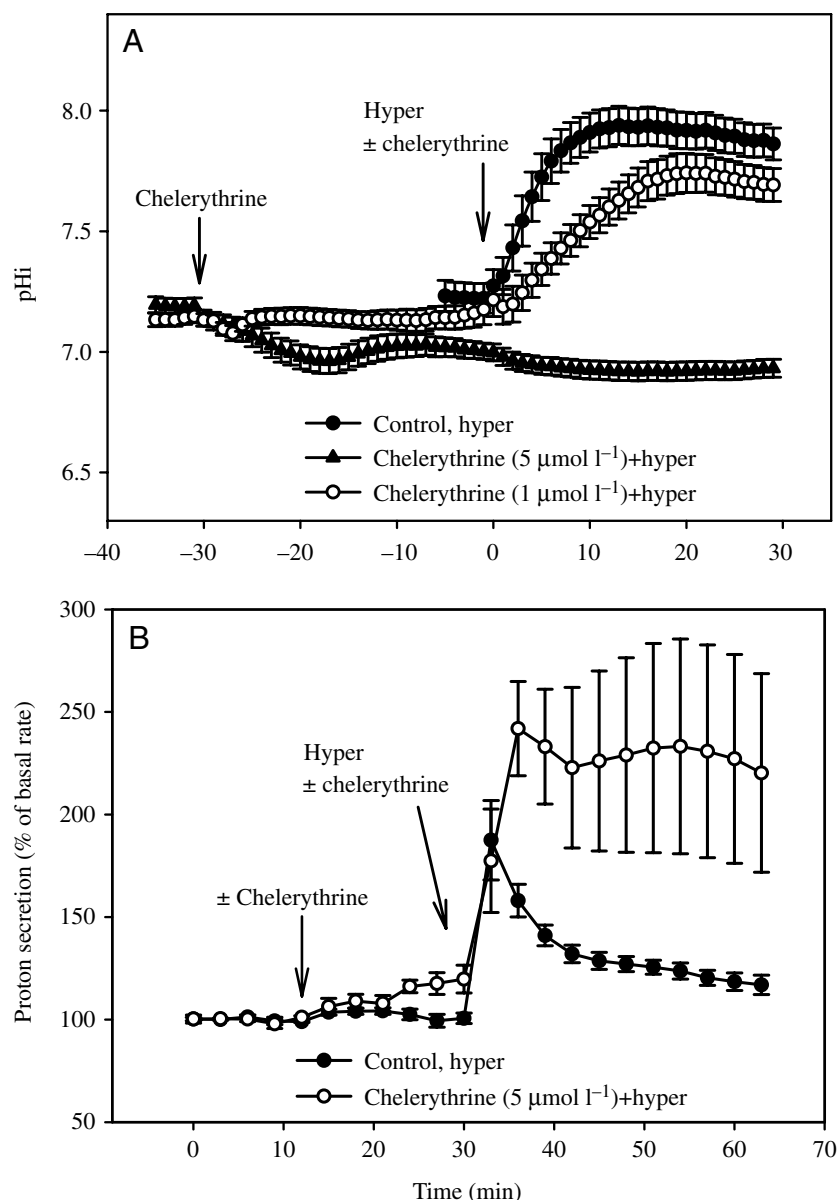 A
8.0
7.5
7.0
6.5
pHi
Hyper
± chelerythrine
Chelerythrine
Control, hyper
Chelerythrine (5 μmol l⁻¹)+hyper
Chelerythrine (1 μmol l⁻¹)+hyper
–40 –30 –20 –10 0 10 20 30
B
300
250
200
150
100
50
Proton secretion (% of basal rate)
Hyper
± chelerythrine
± Chelerythrine
Control, hyper
Chelerythrine (5 μmol l⁻¹)+hyper
0 10 20 30 40 50 60 70
Time (min)